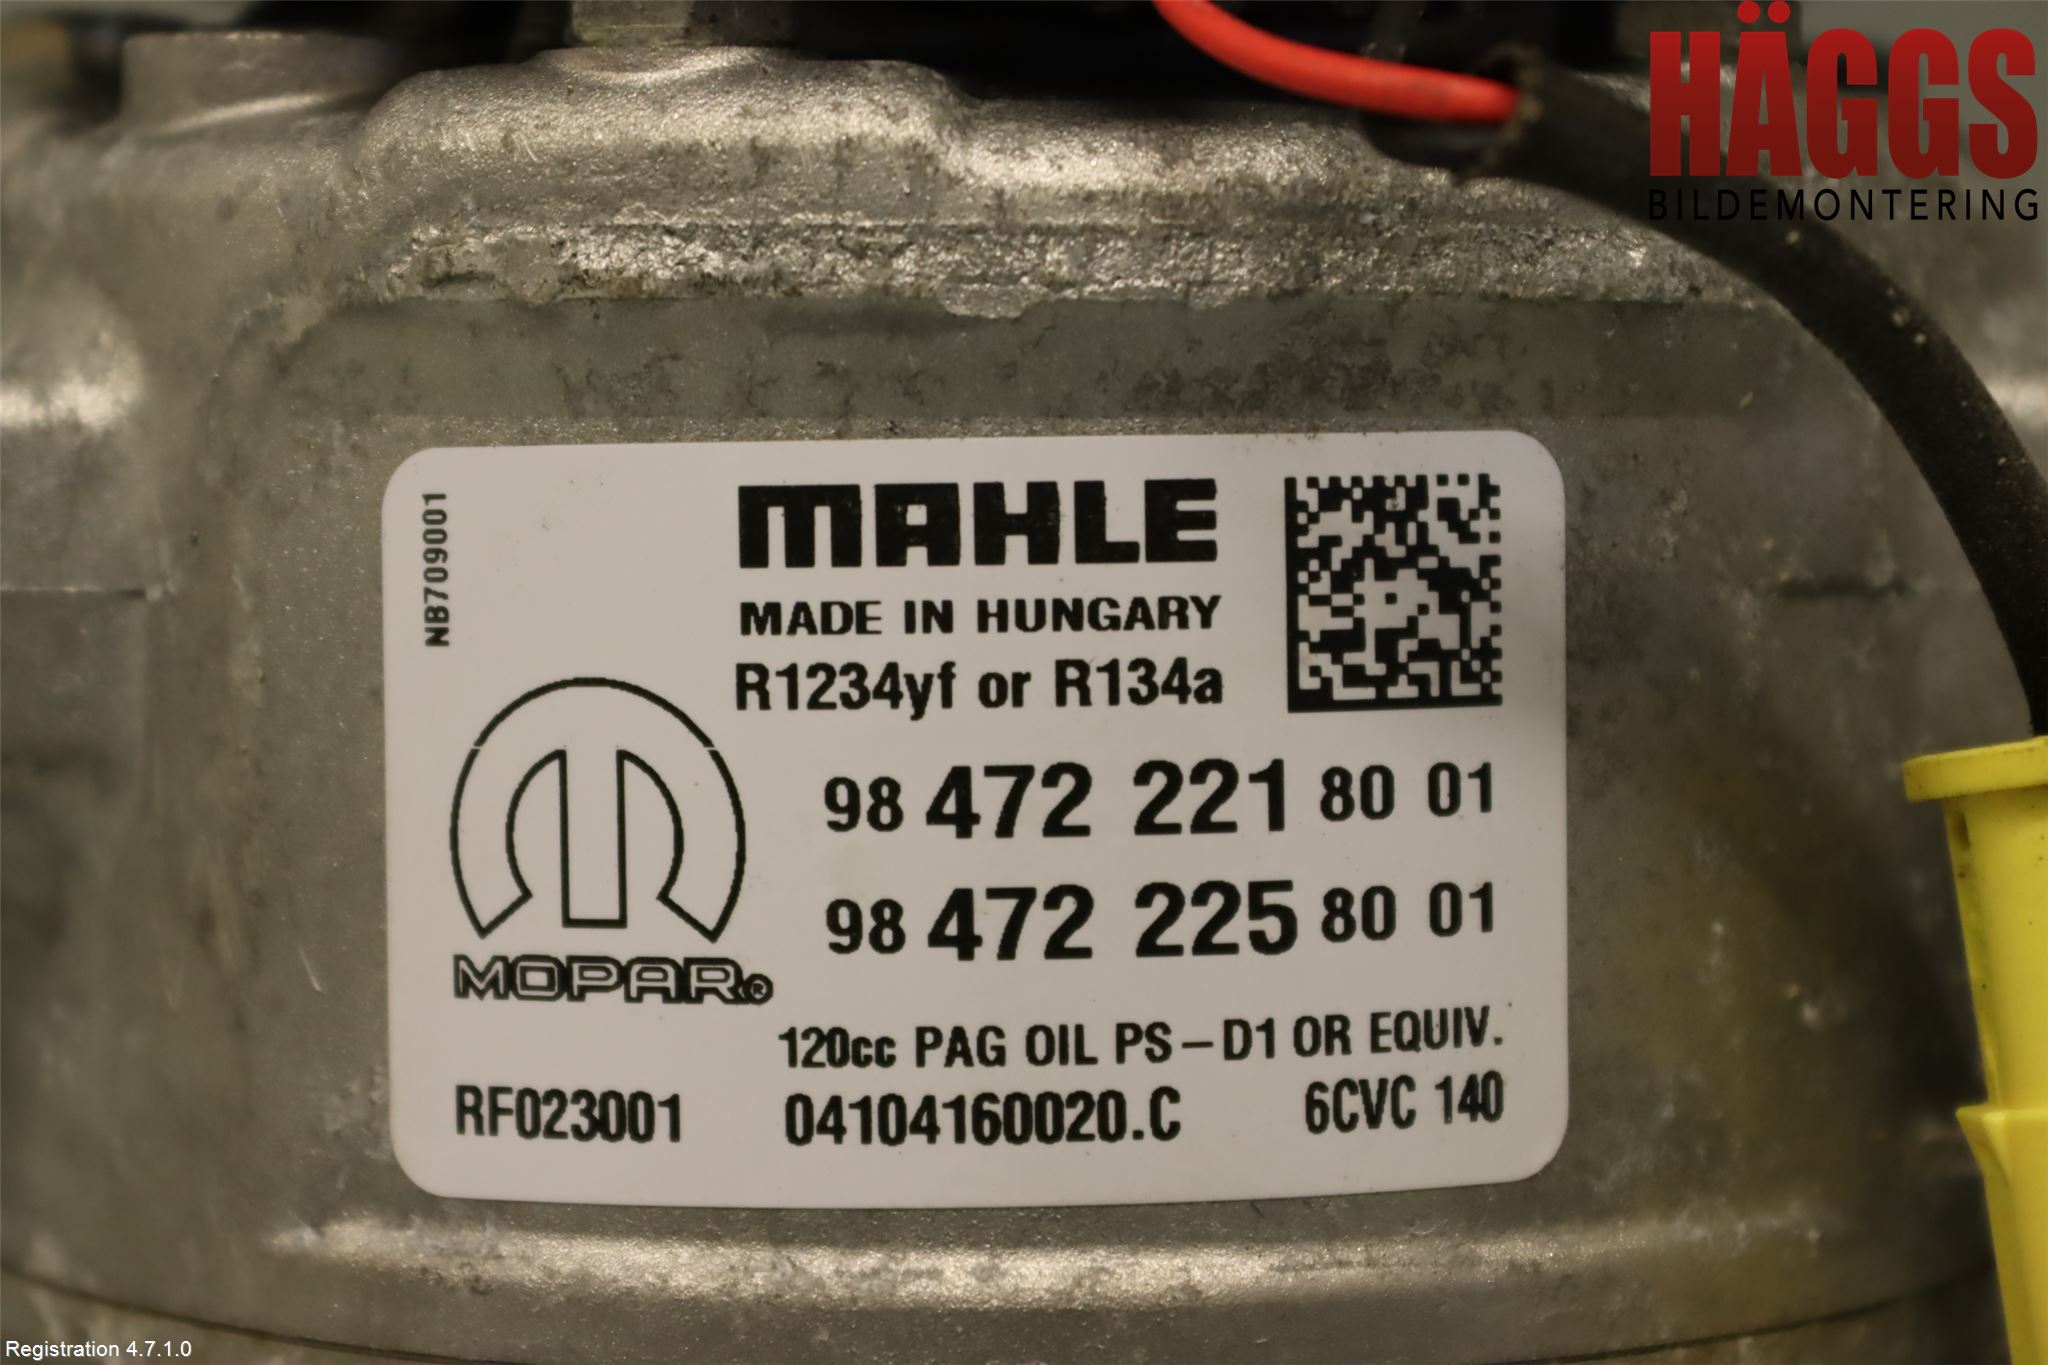 HÄGGS
BILDEMONTERING
NB709001
MAHLE
MADE IN HUNGARY
R1234yf or R134a
98 472 221 80 01
98 472 225 80 01
MOPAR®
120cc PAG OIL PS-D1 OR EQUIV.
RF023001 04104160020.C 6CVC 140
Registration 4.7.1.0